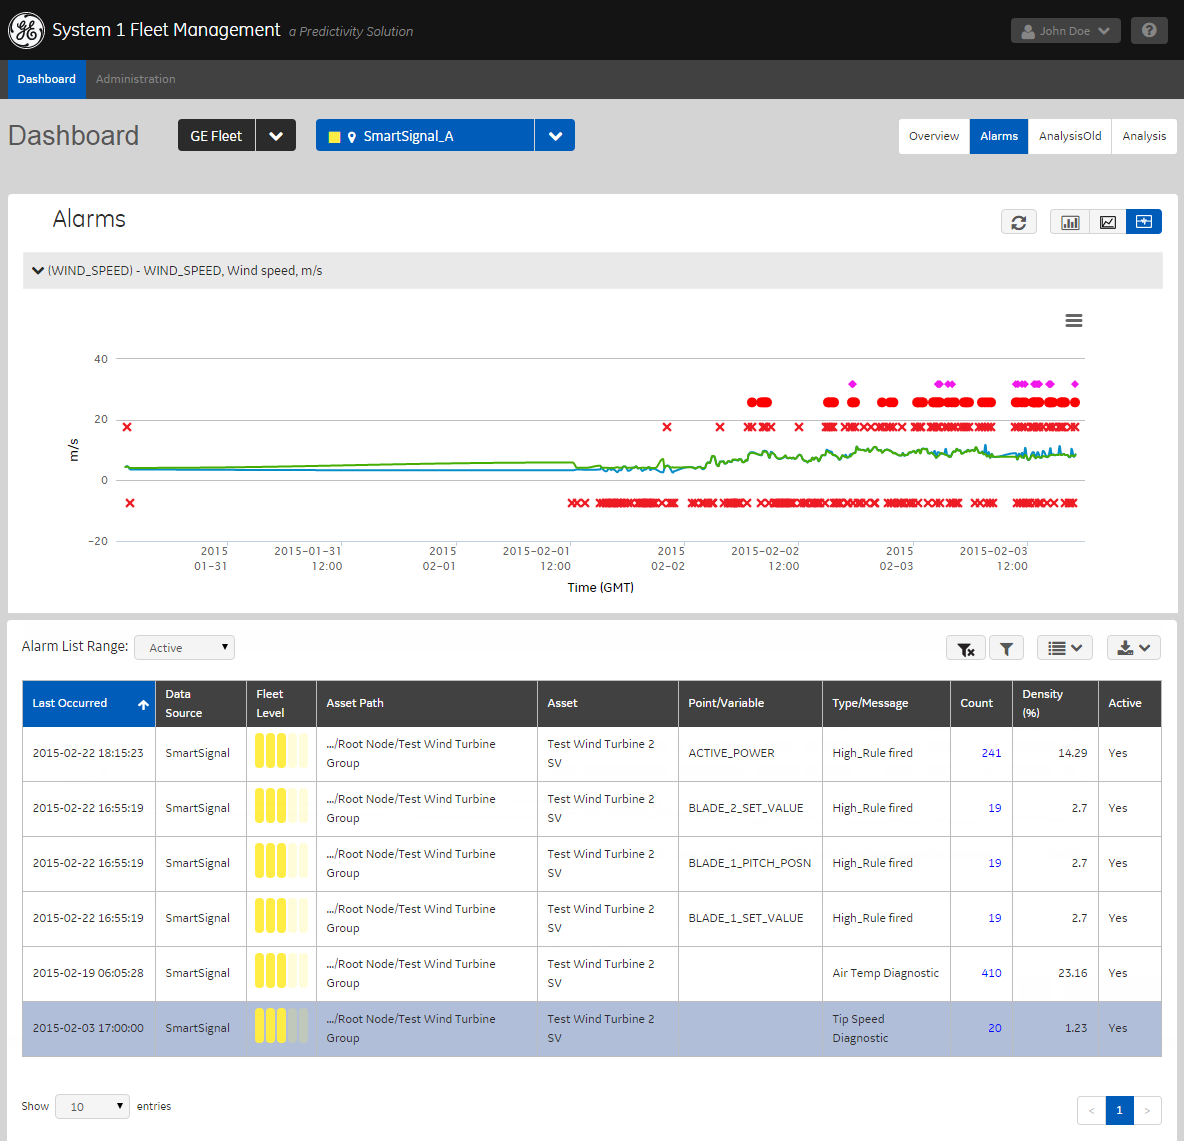 System 1 Fleet Management a Predictivity Solution
John Doe
?
Dashboard Administration
Dashboard
GE Fleet
SmartSignal_A
Overview Alarms AnalysisOld Analysis
Alarms
(WIND_SPEED) - WIND_SPEED, Wind speed, m/s
40
20
0
-20
m/s
2015 2015-01-31 2015 2015-02-01 2015 2015-02-02 2015 2015-02-03
01-31 12:00 02-01 12:00 02-02 12:00 02-03 12:00
Time (GMT)
Alarm List Range: Active
Last Occurred Data Source Fleet Level Asset Path Asset Point/Variable Type/Message Count Density (%) Active
2015-02-22 18:15:23 SmartSignal .../Root Node/Test Wind Turbine Group Test Wind Turbine 2 SV ACTIVE_POWER High_Rule fired 241 14.29 Yes
2015-02-22 16:55:19 SmartSignal .../Root Node/Test Wind Turbine Group Test Wind Turbine 2 SV BLADE_2_SET_VALUE High_Rule fired 19 2.7 Yes
2015-02-22 16:55:19 SmartSignal .../Root Node/Test Wind Turbine Group Test Wind Turbine 2 SV BLADE_1_PITCH_POSN High_Rule fired 19 2.7 Yes
2015-02-22 16:55:19 SmartSignal .../Root Node/Test Wind Turbine Group Test Wind Turbine 2 SV BLADE_1_SET_VALUE High_Rule fired 19 2.7 Yes
2015-02-19 06:05:28 SmartSignal .../Root Node/Test Wind Turbine Group Test Wind Turbine 2 SV Air Temp Diagnostic 410 23.16 Yes
2015-02-03 17:00:00 SmartSignal .../Root Node/Test Wind Turbine Group Test Wind Turbine 2 SV Tip Speed Diagnostic 20 1.23 Yes
Show 10 entries
< 1 >